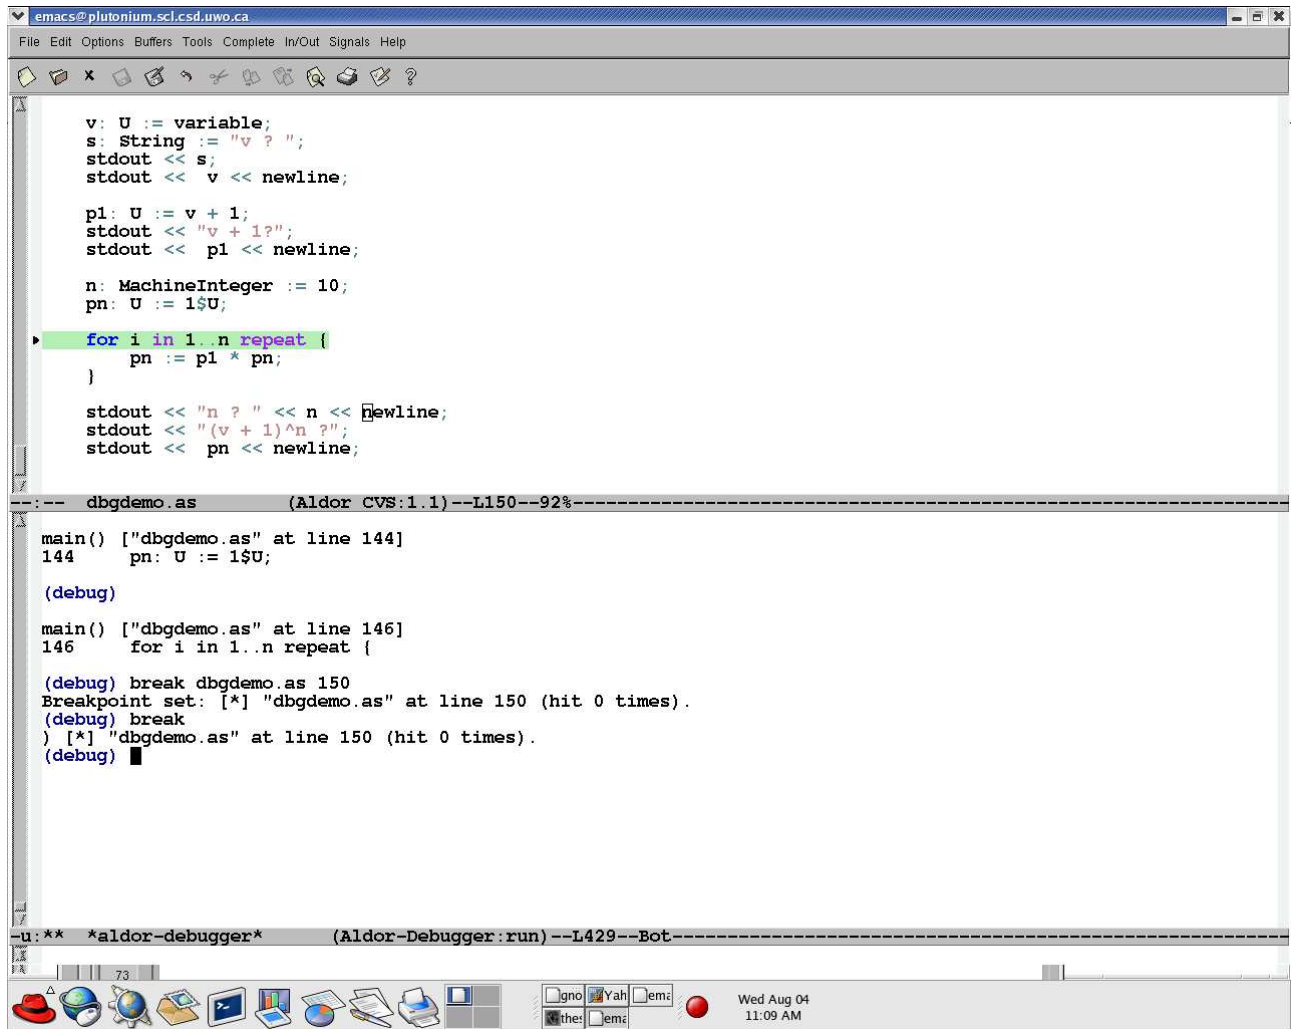 emacs@plutonium.scl.csd.uwo.ca
File Edit Options Buffers Tools Complete In/Out Signals Help
v: U := variable;
s: String := "v ? ";
stdout << s;
stdout <<  v << newline;
p1: U := v + 1;
stdout << "v + 1?";
stdout <<  p1 << newline;
n: MachineInteger := 10;
pn: U := 1$U;
for i in 1..n repeat {
pn := p1 * pn;
}
stdout << "n ? " << n << newline;
stdout << "(v + 1)^n ?";
stdout <<  pn << newline;
--:--  dbgdemo.as        (Aldor CVS:1.1)--L150--92%--------------------------------------------------------------------------------
main() ["dbgdemo.as" at line 144]
144      pn: U := 1$U;
(debug)
main() ["dbgdemo.as" at line 146]
146      for i in 1..n repeat {
(debug) break dbgdemo.as 150
Breakpoint set: [*] "dbgdemo.as" at line 150 (hit 0 times).
(debug) break
) [*] "dbgdemo.as" at line 150 (hit 0 times).
(debug)
-u:**  *aldor-debugger*      (Aldor-Debugger:run)--L429--Bot---------------------------------------------------------------------
73
gno Yah ema
the: ema
Wed Aug 04
11:09 AM